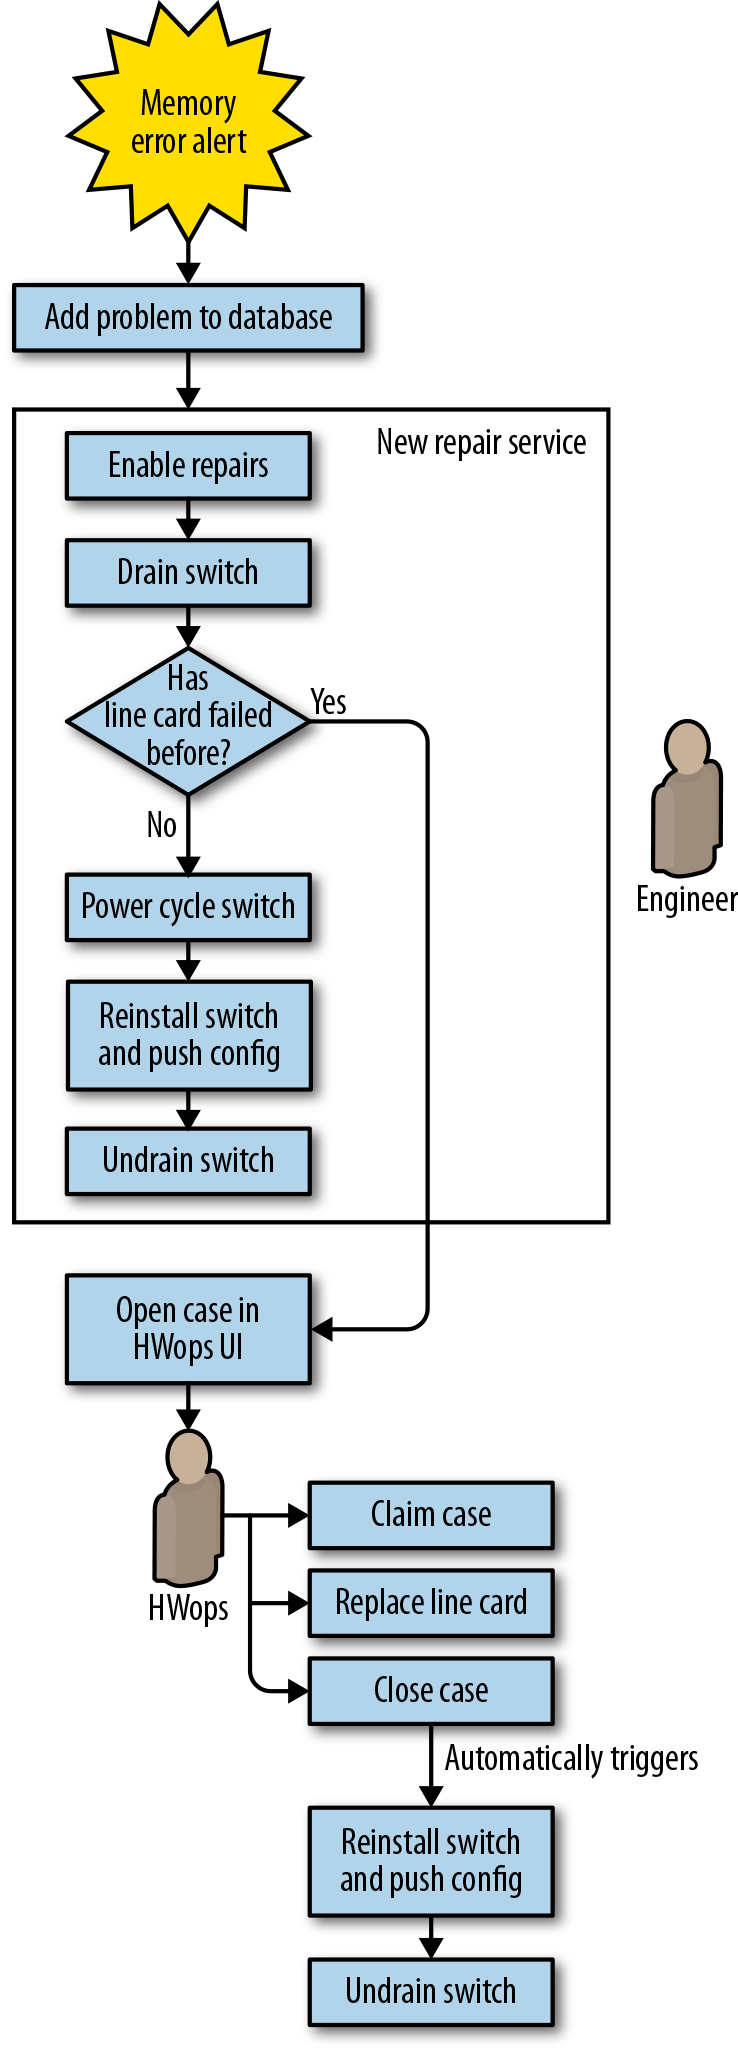 Memory
error alert
Add problem to database
New repair service
Enable repairs
Drain switch
Has
line card failed
before?
Yes
No
Engineer
Power cycle switch
Reinstall switch
and push config
Undrain switch
Open case in
HWops UI
HWops
Claim case
Replace line card
Close case
Automatically triggers
Reinstall switch
and push config
Undrain switch